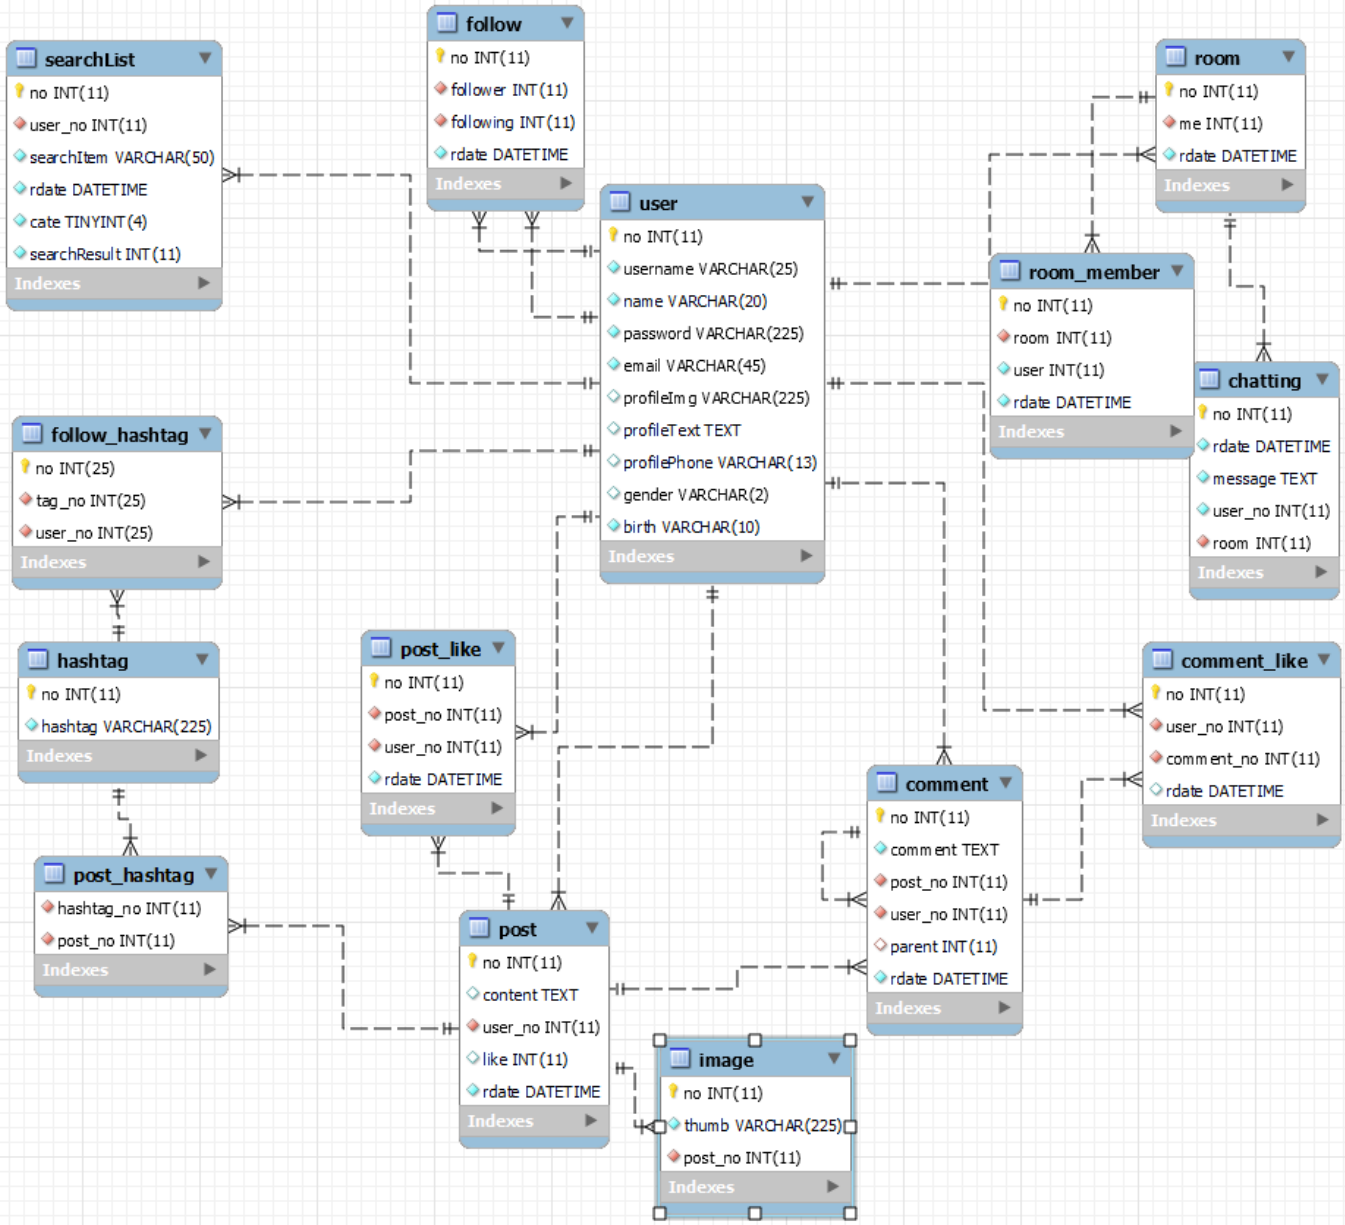 searchList
no INT(11)
user_no INT(11)
searchItem VARCHAR(50)
rdate DATETIME
cate TINYINT(4)
searchResult INT(11)
Indexes
follow
no INT(11)
follower INT(11)
following INT(11)
rdate DATETIME
Indexes
room
no INT(11)
me INT(11)
rdate DATETIME
Indexes
user
no INT(11)
username VARCHAR(25)
name VARCHAR(20)
password VARCHAR(225)
email VARCHAR(45)
profileImg VARCHAR(225)
profileText TEXT
profilePhone VARCHAR(13)
gender VARCHAR(2)
birth VARCHAR(10)
Indexes
room_member
no INT(11)
room INT(11)
user INT(11)
rdate DATETIME
Indexes
chatting
no INT(11)
rdate DATETIME
message TEXT
user_no INT(11)
room INT(11)
Indexes
follow_hashtag
no INT(25)
tag_no INT(25)
user_no INT(25)
Indexes
hashtag
no INT(11)
hashtag VARCHAR(225)
Indexes
post_like
no INT(11)
post_no INT(11)
user_no INT(11)
rdate DATETIME
Indexes
comment_like
no INT(11)
user_no INT(11)
comment_no INT(11)
rdate DATETIME
Indexes
comment
no INT(11)
comment TEXT
post_no INT(11)
user_no INT(11)
parent INT(11)
rdate DATETIME
Indexes
post_hashtag
hashtag_no INT(11)
post_no INT(11)
Indexes
post
no INT(11)
content TEXT
user_no INT(11)
like INT(11)
rdate DATETIME
Indexes
image
no INT(11)
thumb VARCHAR(225)
post_no INT(11)
Indexes